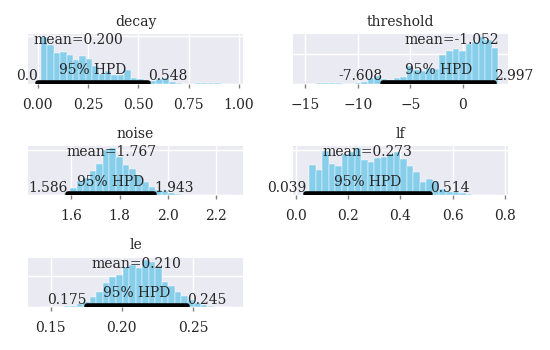 decay
mean=0.200
95% HPD
0.0 0.548
0.00 0.25 0.50 0.75 1.00
threshold
mean=-1.052
95% HPD
-7.608 2.997
−15 −10 −5 0
noise
mean=1.767
95% HPD
1.586 1.943
1.6 1.8 2.0 2.2
lf
mean=0.273
95% HPD
0.039 0.514
0.0 0.2 0.4 0.6 0.8
le
mean=0.210
95% HPD
0.175 0.245
0.15 0.20 0.25